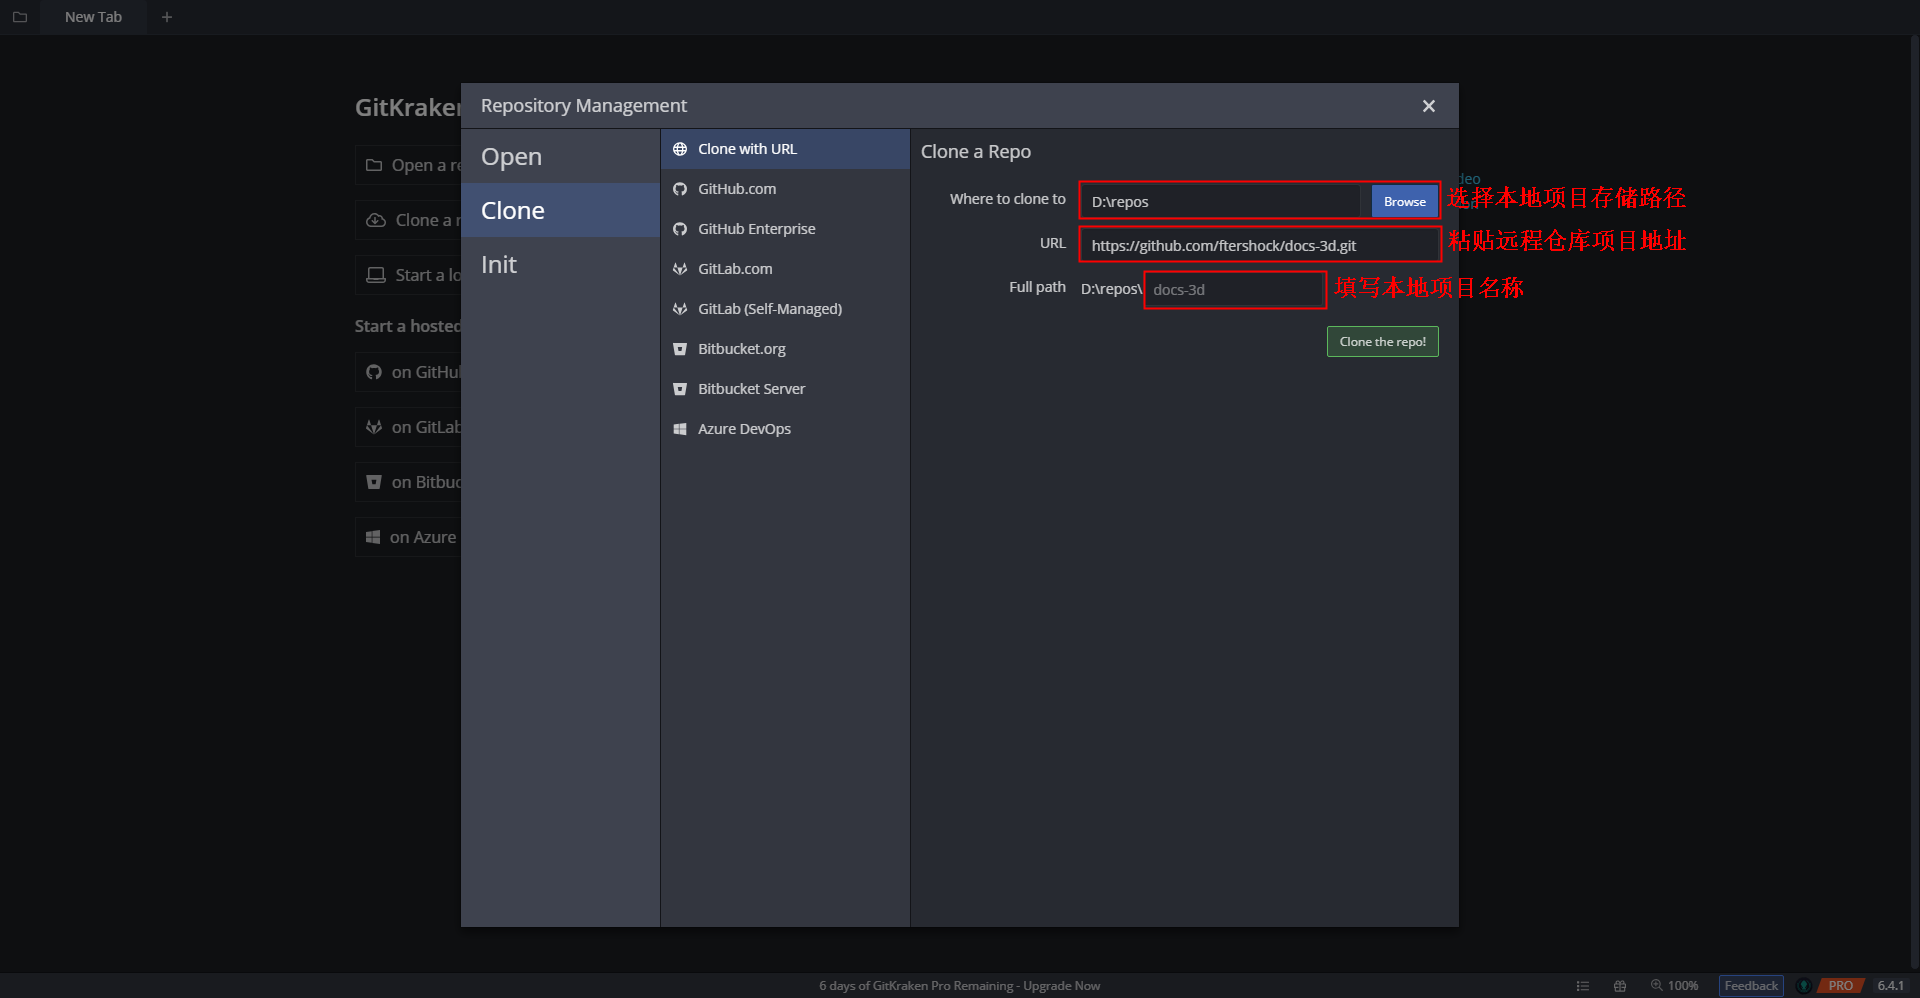 New Tab
GitKraken
Repository Management
Open
Clone
Init
Clone with URL
GitHub.com
GitHub Enterprise
GitLab.com
GitLab (Self-Managed)
Bitbucket.org
Bitbucket Server
Azure DevOps
Clone a Repo
Where to clone to
D:\repos
Browse
选择本地项目存储路径
URL
https://github.com/ftershock/docs-3d.git
粘贴远程仓库项目地址
Full path
D:\repos\
docs-3d
填写本地项目名称
Clone the repo!
Open a re
Clone a r
Start a lo
Start a hosted
on GitHub
on GitLab
on Bitbuc
on Azure
deo
6 days of GitKraken Pro Remaining - Upgrade Now
100%
Feedback
PRO
6.4.1